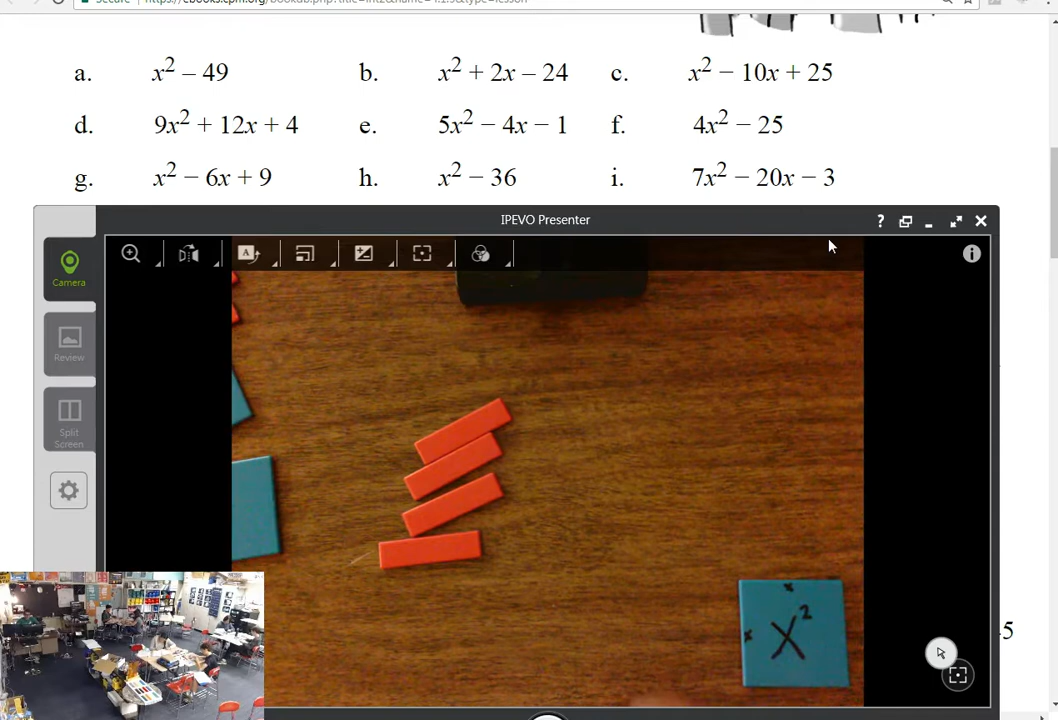 a. x² – 49 b. x² + 2x – 24 c. x² − 10x + 25
d. 9x² + 12x + 4 e. 5x² − 4x − 1 f. 4x² − 25
g. x² − 6x + 9 h. x² − 36 i. 7x² − 20x − 3
IPEVO Presenter
?
A
i
Camera
Review
Split
Screen
x
x
X²
5